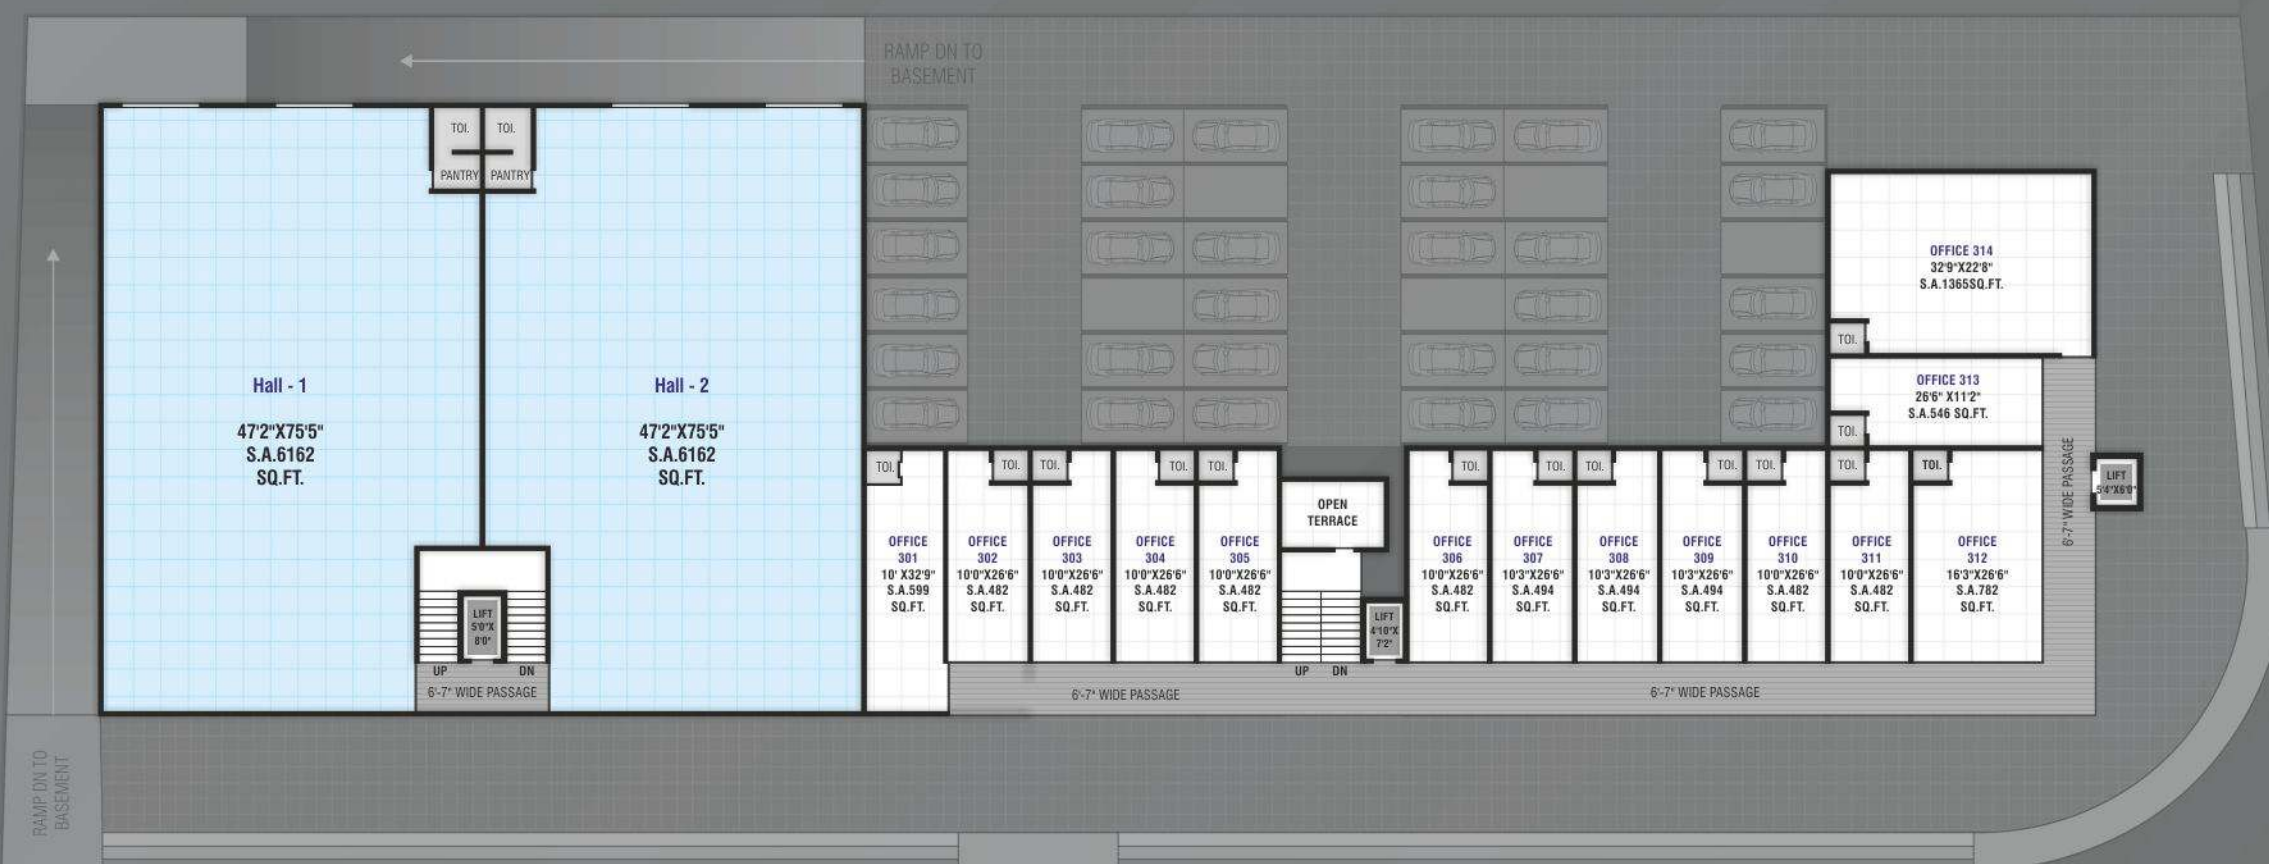 RAMP DN TO
BASEMENT
TOI.
TOI.
PANTRY
PANTRY
Hall - 1
47'2"X75'5"
S.A.6162
SQ.FT.
Hall - 2
47'2"X75'5"
S.A.6162
SQ.FT.
LIFT
5'0"X
8'0"
UP
DN
6'-7" WIDE PASSAGE
RAMP DN TO
BASEMENT
TOI.
OFFICE
301
10' X32'9"
S.A.599
SQ.FT.
TOI.
OFFICE
302
10'0"X26'6"
S.A.482
SQ.FT.
TOI.
OFFICE
303
10'0"X26'6"
S.A.482
SQ.FT.
TOI.
OFFICE
304
10'0"X26'6"
S.A.482
SQ.FT.
TOI.
OFFICE
305
10'0"X26'6"
S.A.482
SQ.FT.
OPEN
TERRACE
UP
DN
LIFT
4'10"X
7'2"
6'-7" WIDE PASSAGE
TOI.
OFFICE
306
10'0"X26'6"
S.A.482
SQ.FT.
TOI.
OFFICE
307
10'3"X26'6"
S.A.494
SQ.FT.
TOI.
OFFICE
308
10'3"X26'6"
S.A.494
SQ.FT.
TOI.
OFFICE
309
10'3"X26'6"
S.A.494
SQ.FT.
TOI.
OFFICE
310
10'0"X26'6"
S.A.482
SQ.FT.
TOI.
OFFICE
311
10'0"X26'6"
S.A.482
SQ.FT.
TOI.
OFFICE
312
16'3"X26'6"
S.A.782
SQ.FT.
6'-7" WIDE PASSAGE
OFFICE 314
32'9"X22'8"
S.A.1365SQ.FT.
TOI.
OFFICE 313
26'6" X11'2"
S.A.546 SQ.FT.
TOI.
6'-7" WIDE PASSAGE
LIFT
5'4"X6'0"